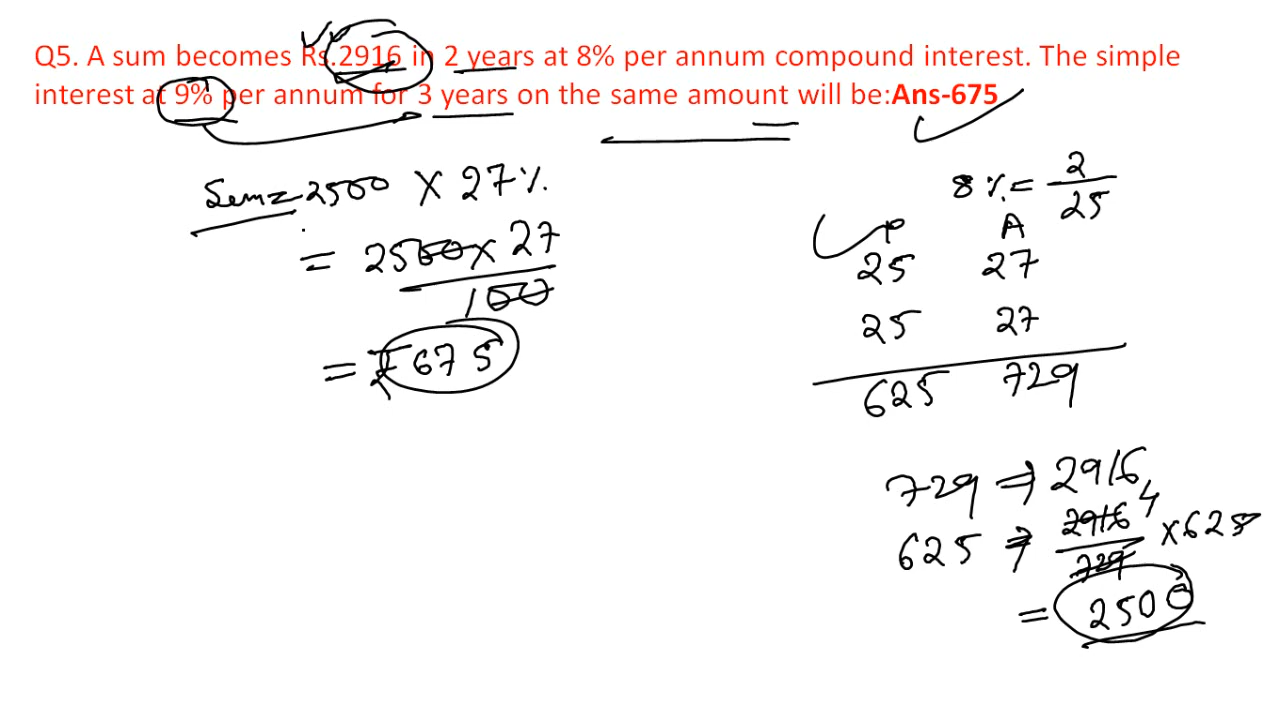 Q5. A sum becomes Rs.2916 in 2 years at 8% per annum compound interest. The simple
interest at 9% per annum for 3 years on the same amount will be:Ans-675
Sum = 2500 X 27%
= 2500 x 27
100
= ₹ 675
8% = 2
25
P A
25 27
25 27
625 729
729 ⇒ 2916
625 ⇒ 2916 4 x 625
729
= 2500